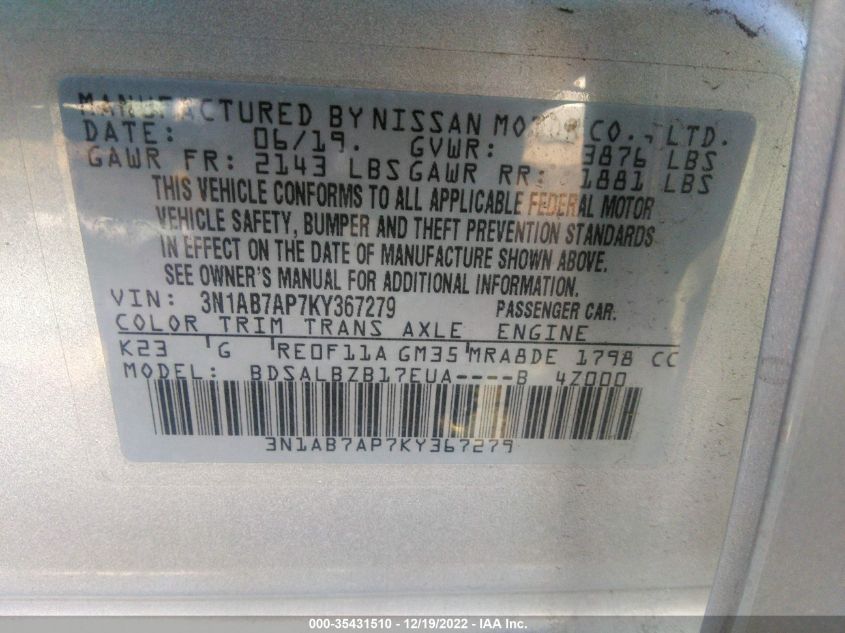 MANUFACTURED BY NISSAN MOTOR CO., LTD.
DATE: 06/19. GVWR: 3876 LBS
GAWR FR: 2143 LBS GAWR RR: 1881 LBS
THIS VEHICLE CONFORMS TO ALL APPLICABLE FEDERAL MOTOR
VEHICLE SAFETY, BUMPER AND THEFT PREVENTION STANDARDS
IN EFFECT ON THE DATE OF MANUFACTURE SHOWN ABOVE.
SEE OWNER'S MANUAL FOR ADDITIONAL INFORMATION.
VIN: 3N1AB7AP7KY367279 PASSENGER CAR.
COLOR TRIM TRANS AXLE ENGINE
K23 G RE0F11A GM35 MRA8DE 1798 CC
MODEL: BDSALBZB17EUA----B 4Z000
3N1AB7AP7KY367279
000-35431510 - 12/19/2022 - IAA Inc.